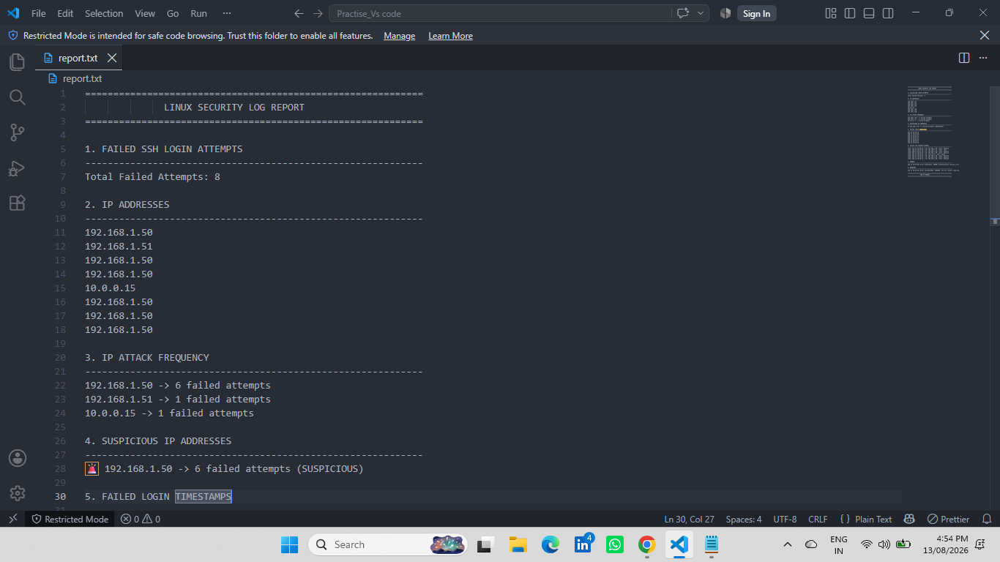 File Edit Selection View Go Run ··· Practise_Vs code Sign In
Restricted Mode is intended for safe code browsing. Trust this folder to enable all features. Manage Learn More
report.txt
report.txt
1 ============================================================
2 LINUX SECURITY LOG REPORT
3 ============================================================
4
5 1. FAILED SSH LOGIN ATTEMPTS
6 ------------------------------------------------------------
7 Total Failed Attempts: 8
8
9 2. IP ADDRESSES
10 ------------------------------------------------------------
11 192.168.1.50
12 192.168.1.51
13 192.168.1.50
14 192.168.1.50
15 10.0.0.15
16 192.168.1.50
17 192.168.1.50
18 192.168.1.50
19
20 3. IP ATTACK FREQUENCY
21 ------------------------------------------------------------
22 192.168.1.50 -> 6 failed attempts
23 192.168.1.51 -> 1 failed attempts
24 10.0.0.15 -> 1 failed attempts
25
26 4. SUSPICIOUS IP ADDRESSES
27 ------------------------------------------------------------
28 🚨 192.168.1.50 -> 6 failed attempts (SUSPICIOUS)
29
30 5. FAILED LOGIN TIMESTAMPS
31
Restricted Mode 0 0 Ln 30, Col 27 Spaces: 4 UTF-8 CRLF {} Plain Text Prettier
Search 4 ENG IN 4:54 PM 13/08/2026